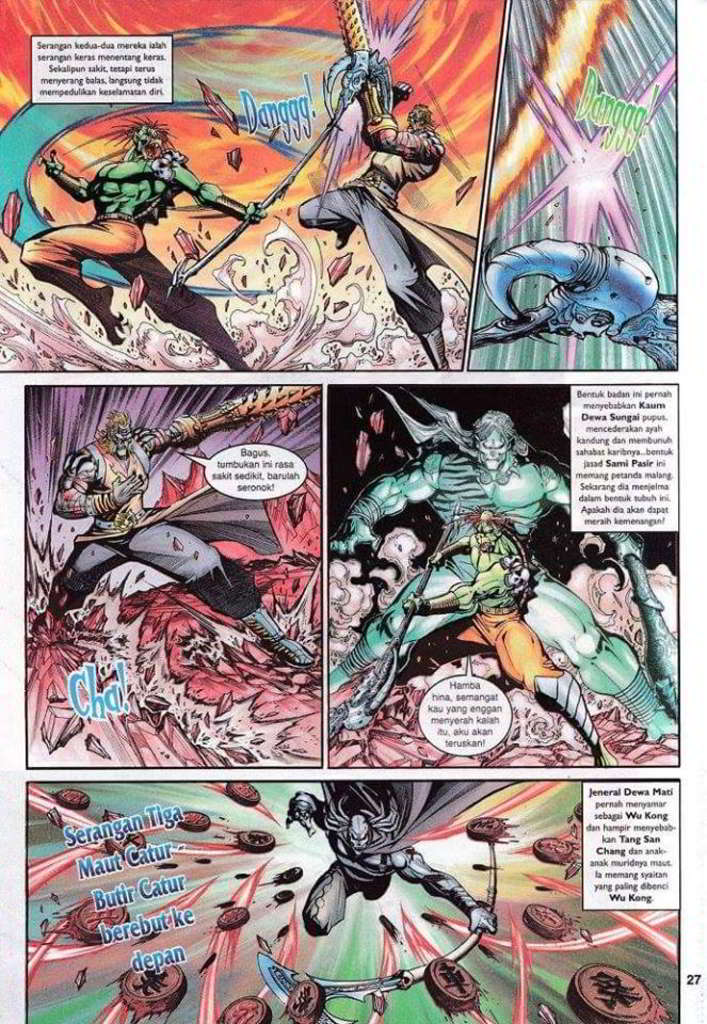 Serangan kedua-dua mereka ialah
serangan keras menentang keras.
Sekalipun sakit, tetapi terus
menyerang balas, langsung tidak
mempedulikan keselamatan diri.
Danggg!
Danggg!
Bagus,
tumbukan ini rasa
sakit sedikit, barulah
seronok!
Cha!
Bentuk badan ini pernah
menyebabkan Kaum
Dewa Sungai pupus,
mencederakan ayah
kandung dan membunuh
sahabat karibnya...bentuk
jasad Sami Pasir ini
memang petanda malang.
Sekarang dia menjelma
dalam bentuk tubuh ini.
Apakah dia akan dapat
meraih kemenangan!
Hamba
hina, semangat
kau yang enggan
menyerah kalah
itu, aku akan
teruskan!
Serangan Tiga
Maut Catur -
Butir Catur
berebut ke
depan
Jeneral Dewa Mati
pernah menyamar
sebagai Wu Kong
dan hampir menyebab-
kan Tang San
Chang dan anak-
anak muridnya maut.
Ia memang syaitan
yang paling dibenci
Wu Kong.
27